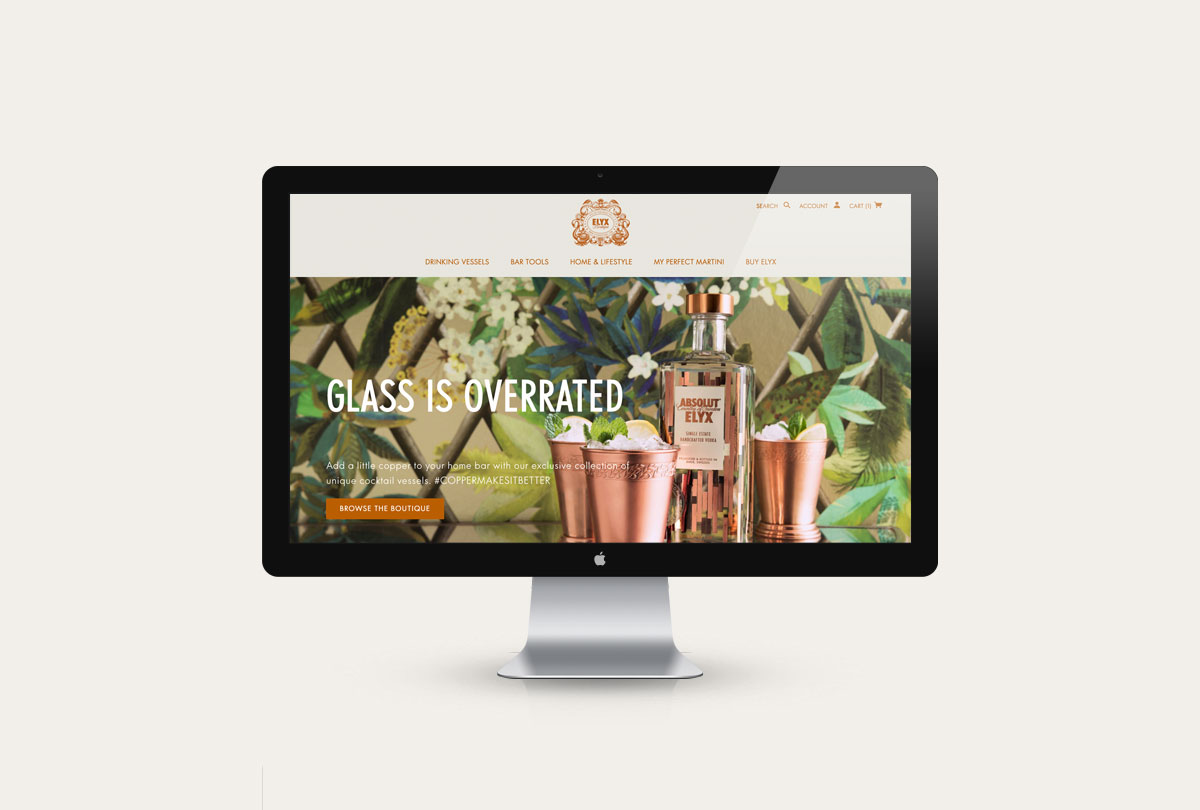 SEARCH ACCOUNT CART (1)
ELYX
DRINKING VESSELS BAR TOOLS HOME & LIFESTYLE MY PERFECT MARTINI BUY ELYX
GLASS IS OVERRATED
Add a little copper to your home bar with our exclusive collection of
unique cocktail vessels. #COPPERMAKESITBETTER
BROWSE THE BOUTIQUE
ABSOLUT
ELYX
SINGLE ESTATE
HANDCRAFTED VODKA